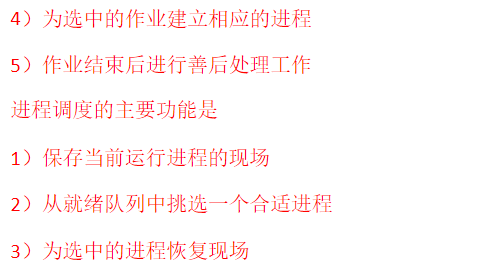 4）为选中的作业建立相应的进程
5）作业结束后进行善后处理工作
进程调度的主要功能是
1）保存当前运行进程的现场
2）从就绪队列中挑选一个合适进程
3）为选中的进程恢复现场